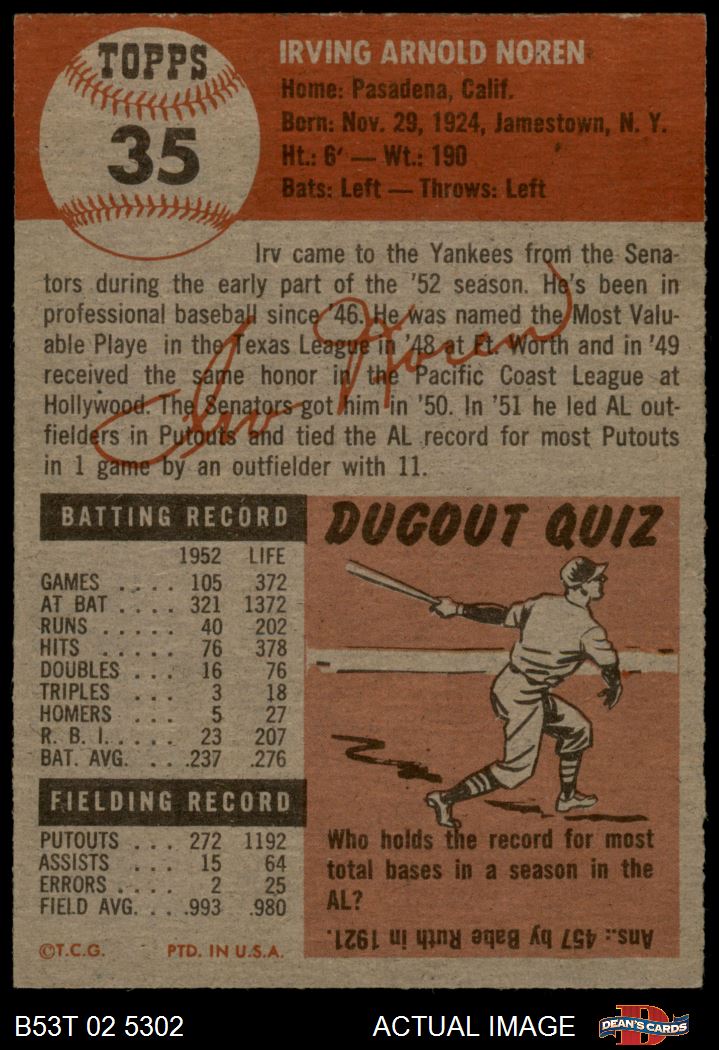 TOPPS
35
IRVING ARNOLD NOREN
Home: Pasadena, Calif.
Born: Nov. 29, 1924, Jamestown, N. Y.
Ht.: 6' — Wt.: 190
Bats: Left — Throws: Left
Irv came to the Yankees from the Sena-
tors during the early part of the '52 season. He's been in
professional baseball since '46. He was named the Most Valu-
able Playe in the Texas League in '48 at Ft. Worth and in '49
received the same honor in the Pacific Coast League at
Hollywood. The Senators got him in '50. In '51 he led AL out-
fielders in Putouts and tied the AL record for most Putouts
in 1 game by an outfielder with 11.
Irv Noren
BATTING RECORD
1952 LIFE
GAMES .... 105 372
AT BAT .... 321 1372
RUNS ..... 40 202
HITS ..... 76 378
DOUBLES ... 16 76
TRIPLES ... 3 18
HOMERS ... 5 27
R. B. I. .... 23 207
BAT. AVG. ... .237 .276
FIELDING RECORD
PUTOUTS ... 272 1192
ASSISTS ... 15 64
ERRORS .... 2 25
FIELD AVG. ... .993 .980
©T.C.G. PTD. IN U.S.A.
DUGOUT QUIZ
Who holds the record for most
total bases in a season in the
AL?
Ans.: 457 by Babe Ruth in 1921.
B53T 02 5302 ACTUAL IMAGE DEAN'S CARDS